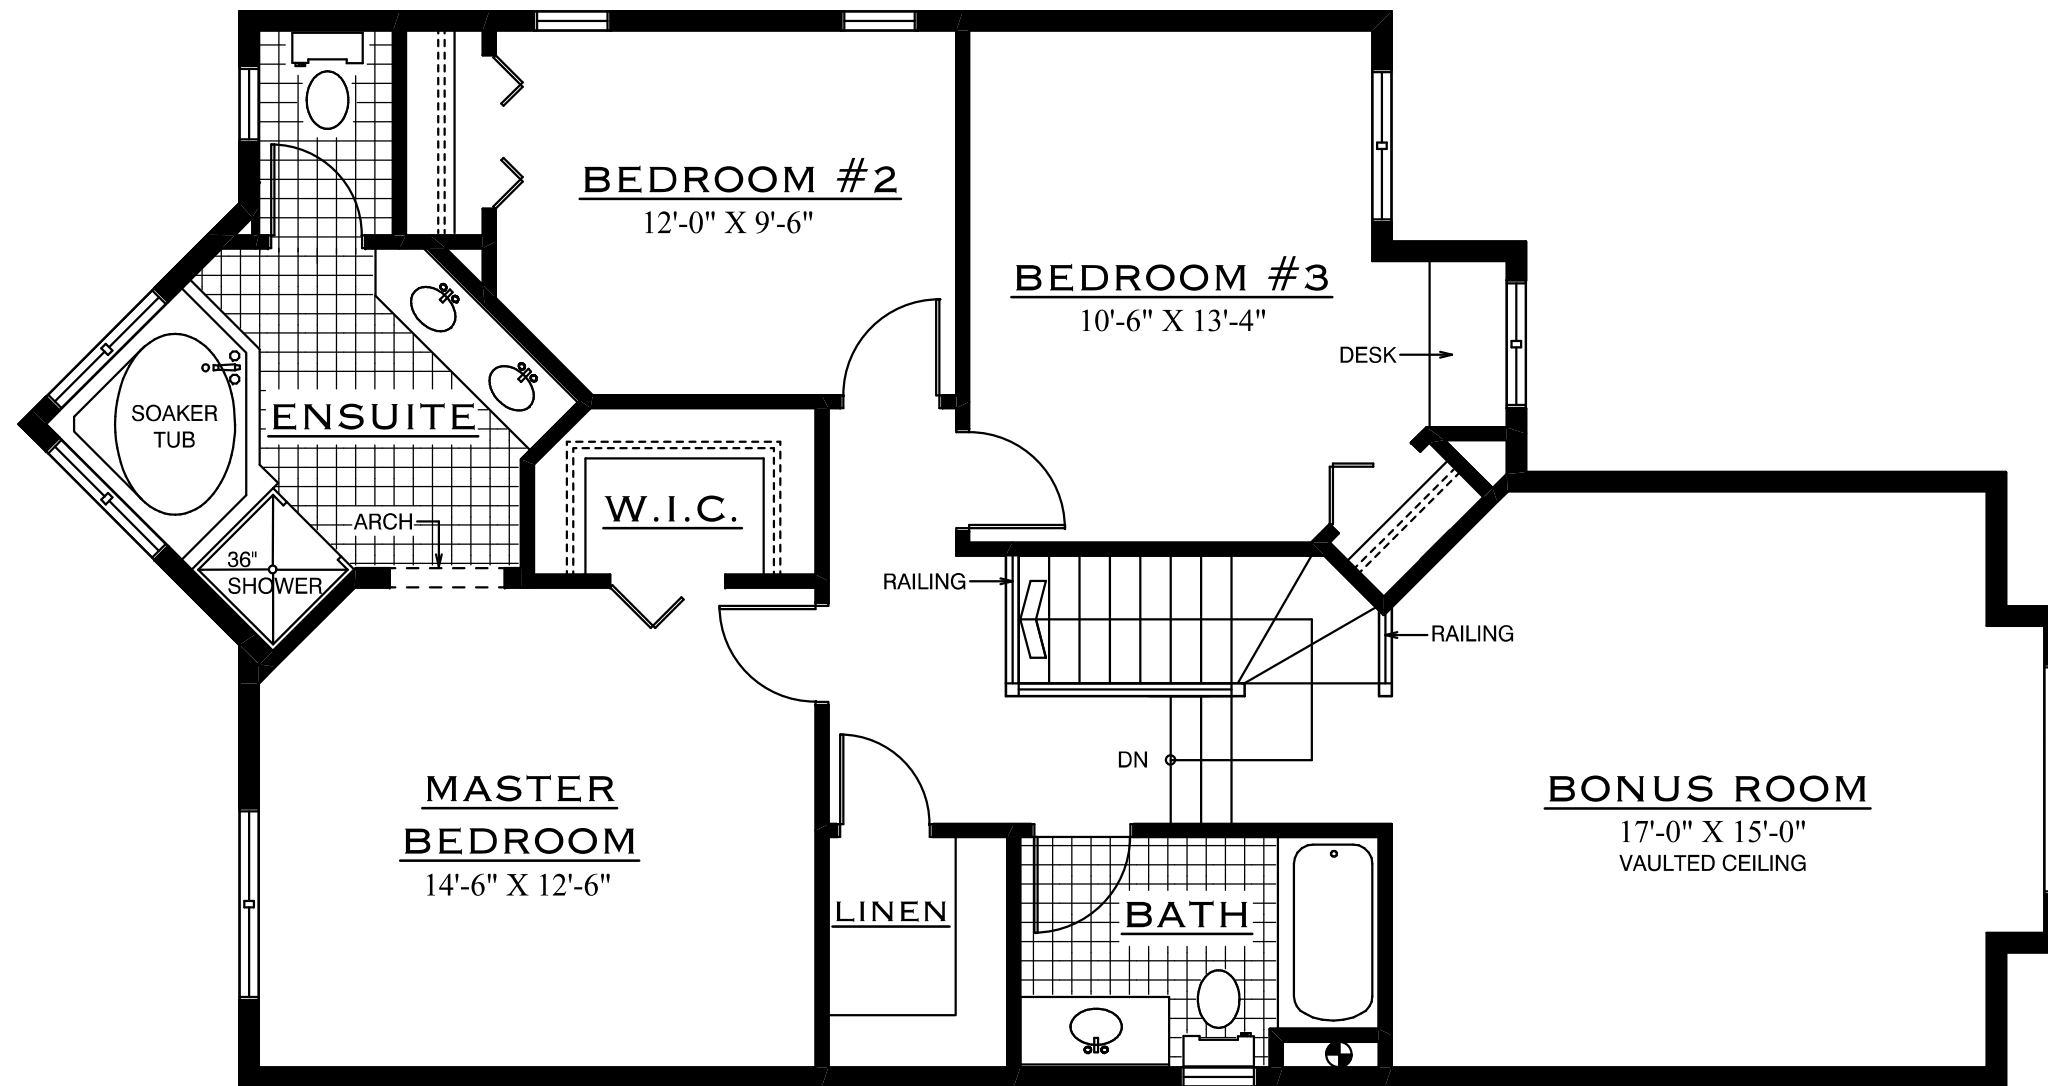 BEDROOM #2
12'-0" X 9'-6"
BEDROOM #3
10'-6" X 13'-4"
DESK
SOAKER
TUB
ENSUITE
W.I.C.
ARCH
36"
SHOWER
RAILING
RAILING
DN
MASTER
BEDROOM
14'-6" X 12'-6"
BONUS ROOM
17'-0" X 15'-0"
VAULTED CEILING
LINEN
BATH